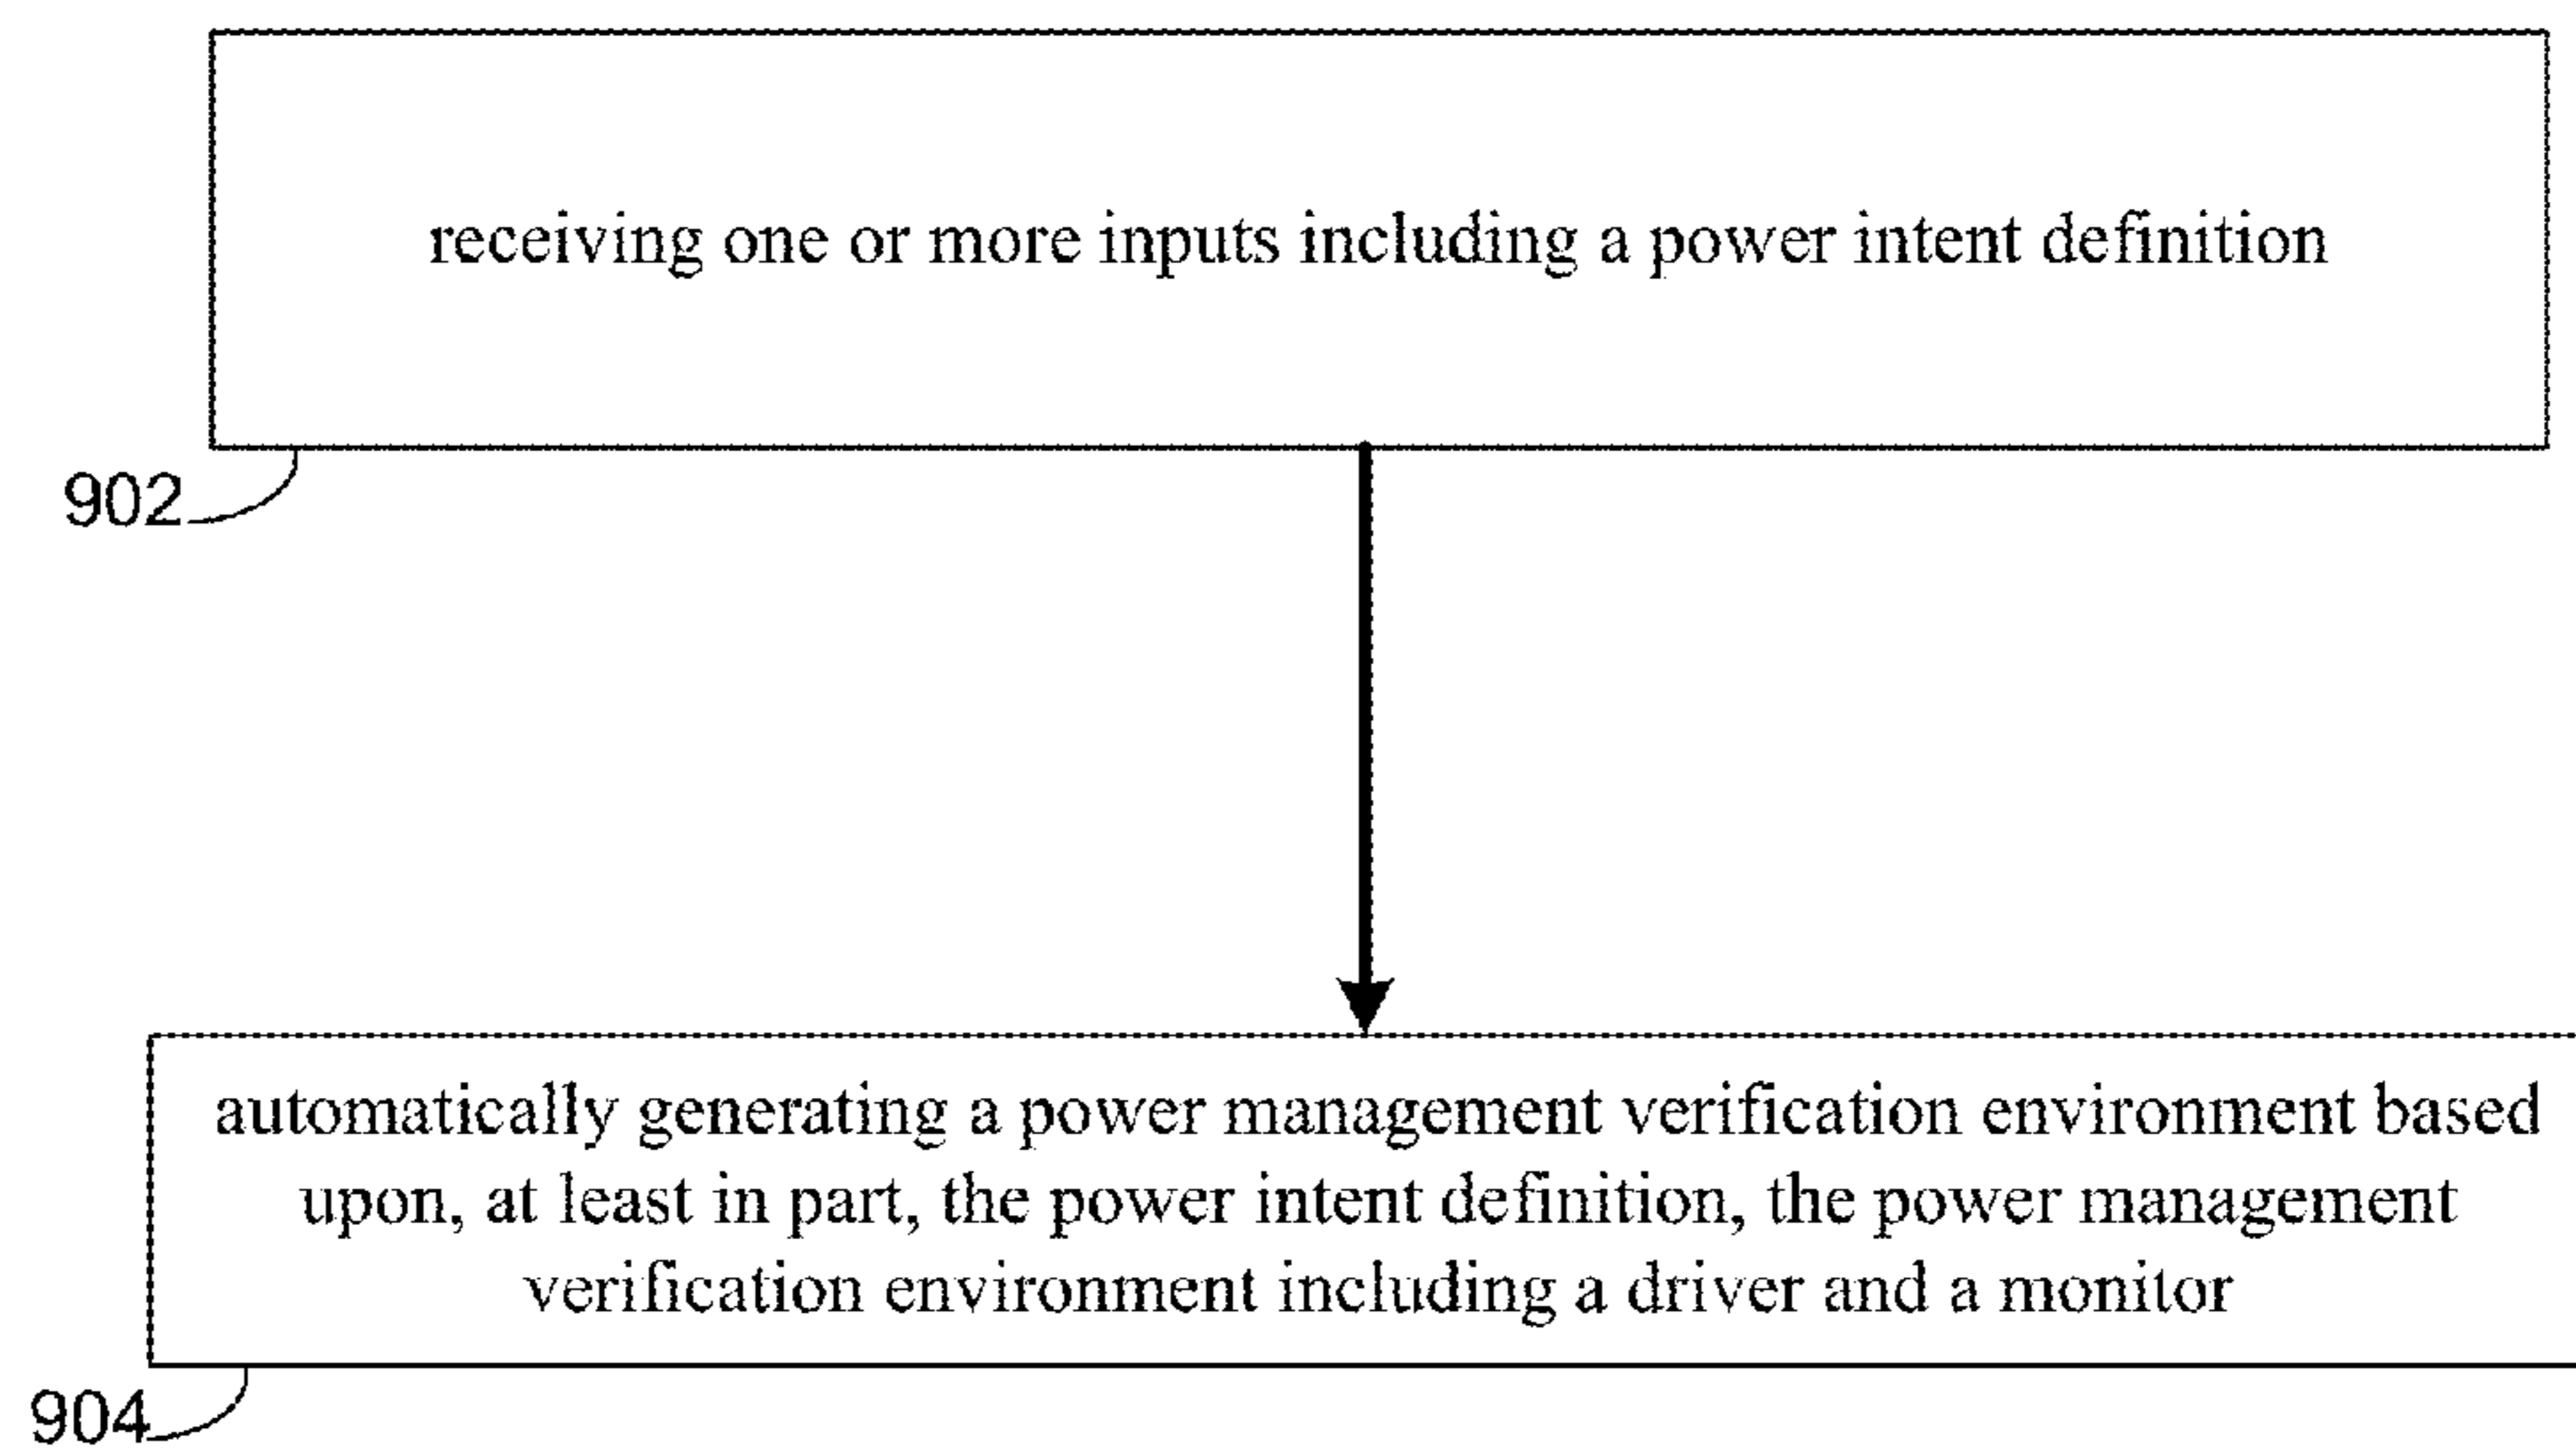 receiving one or more inputs including a power intent definition
902
automatically generating a power management verification environment based
upon, at least in part, the power intent definition, the power management
verification environment including a driver and a monitor
904